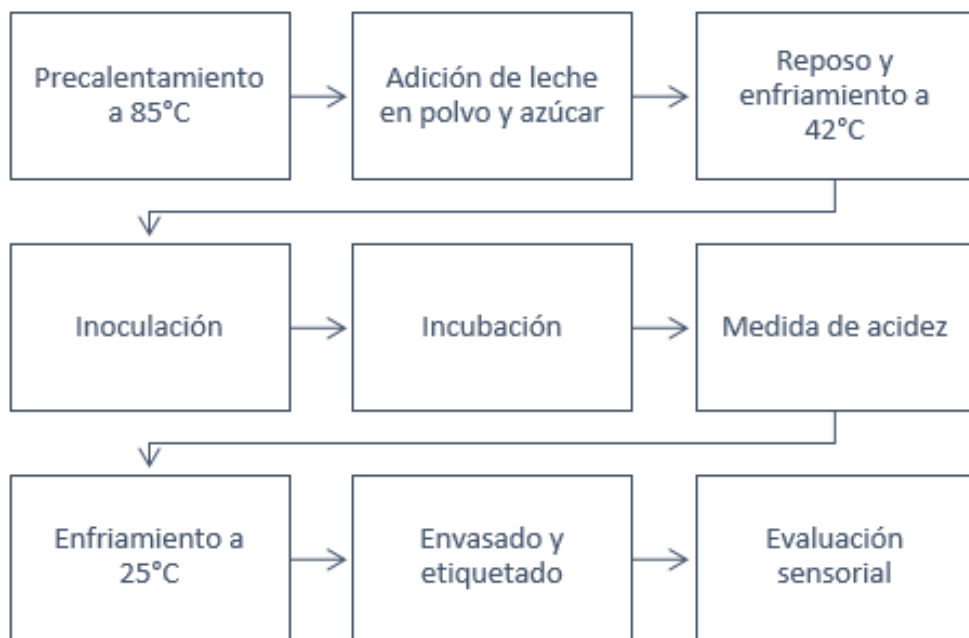 Precalentamiento
a 85°C
Adición de leche
en polvo y azúcar
Reposo y
enfriamiento a
42°C
Inoculación
Incubación
Medida de acidez
Enfriamiento a
25°C
Envasado y
etiquetado
Evaluación
sensorial